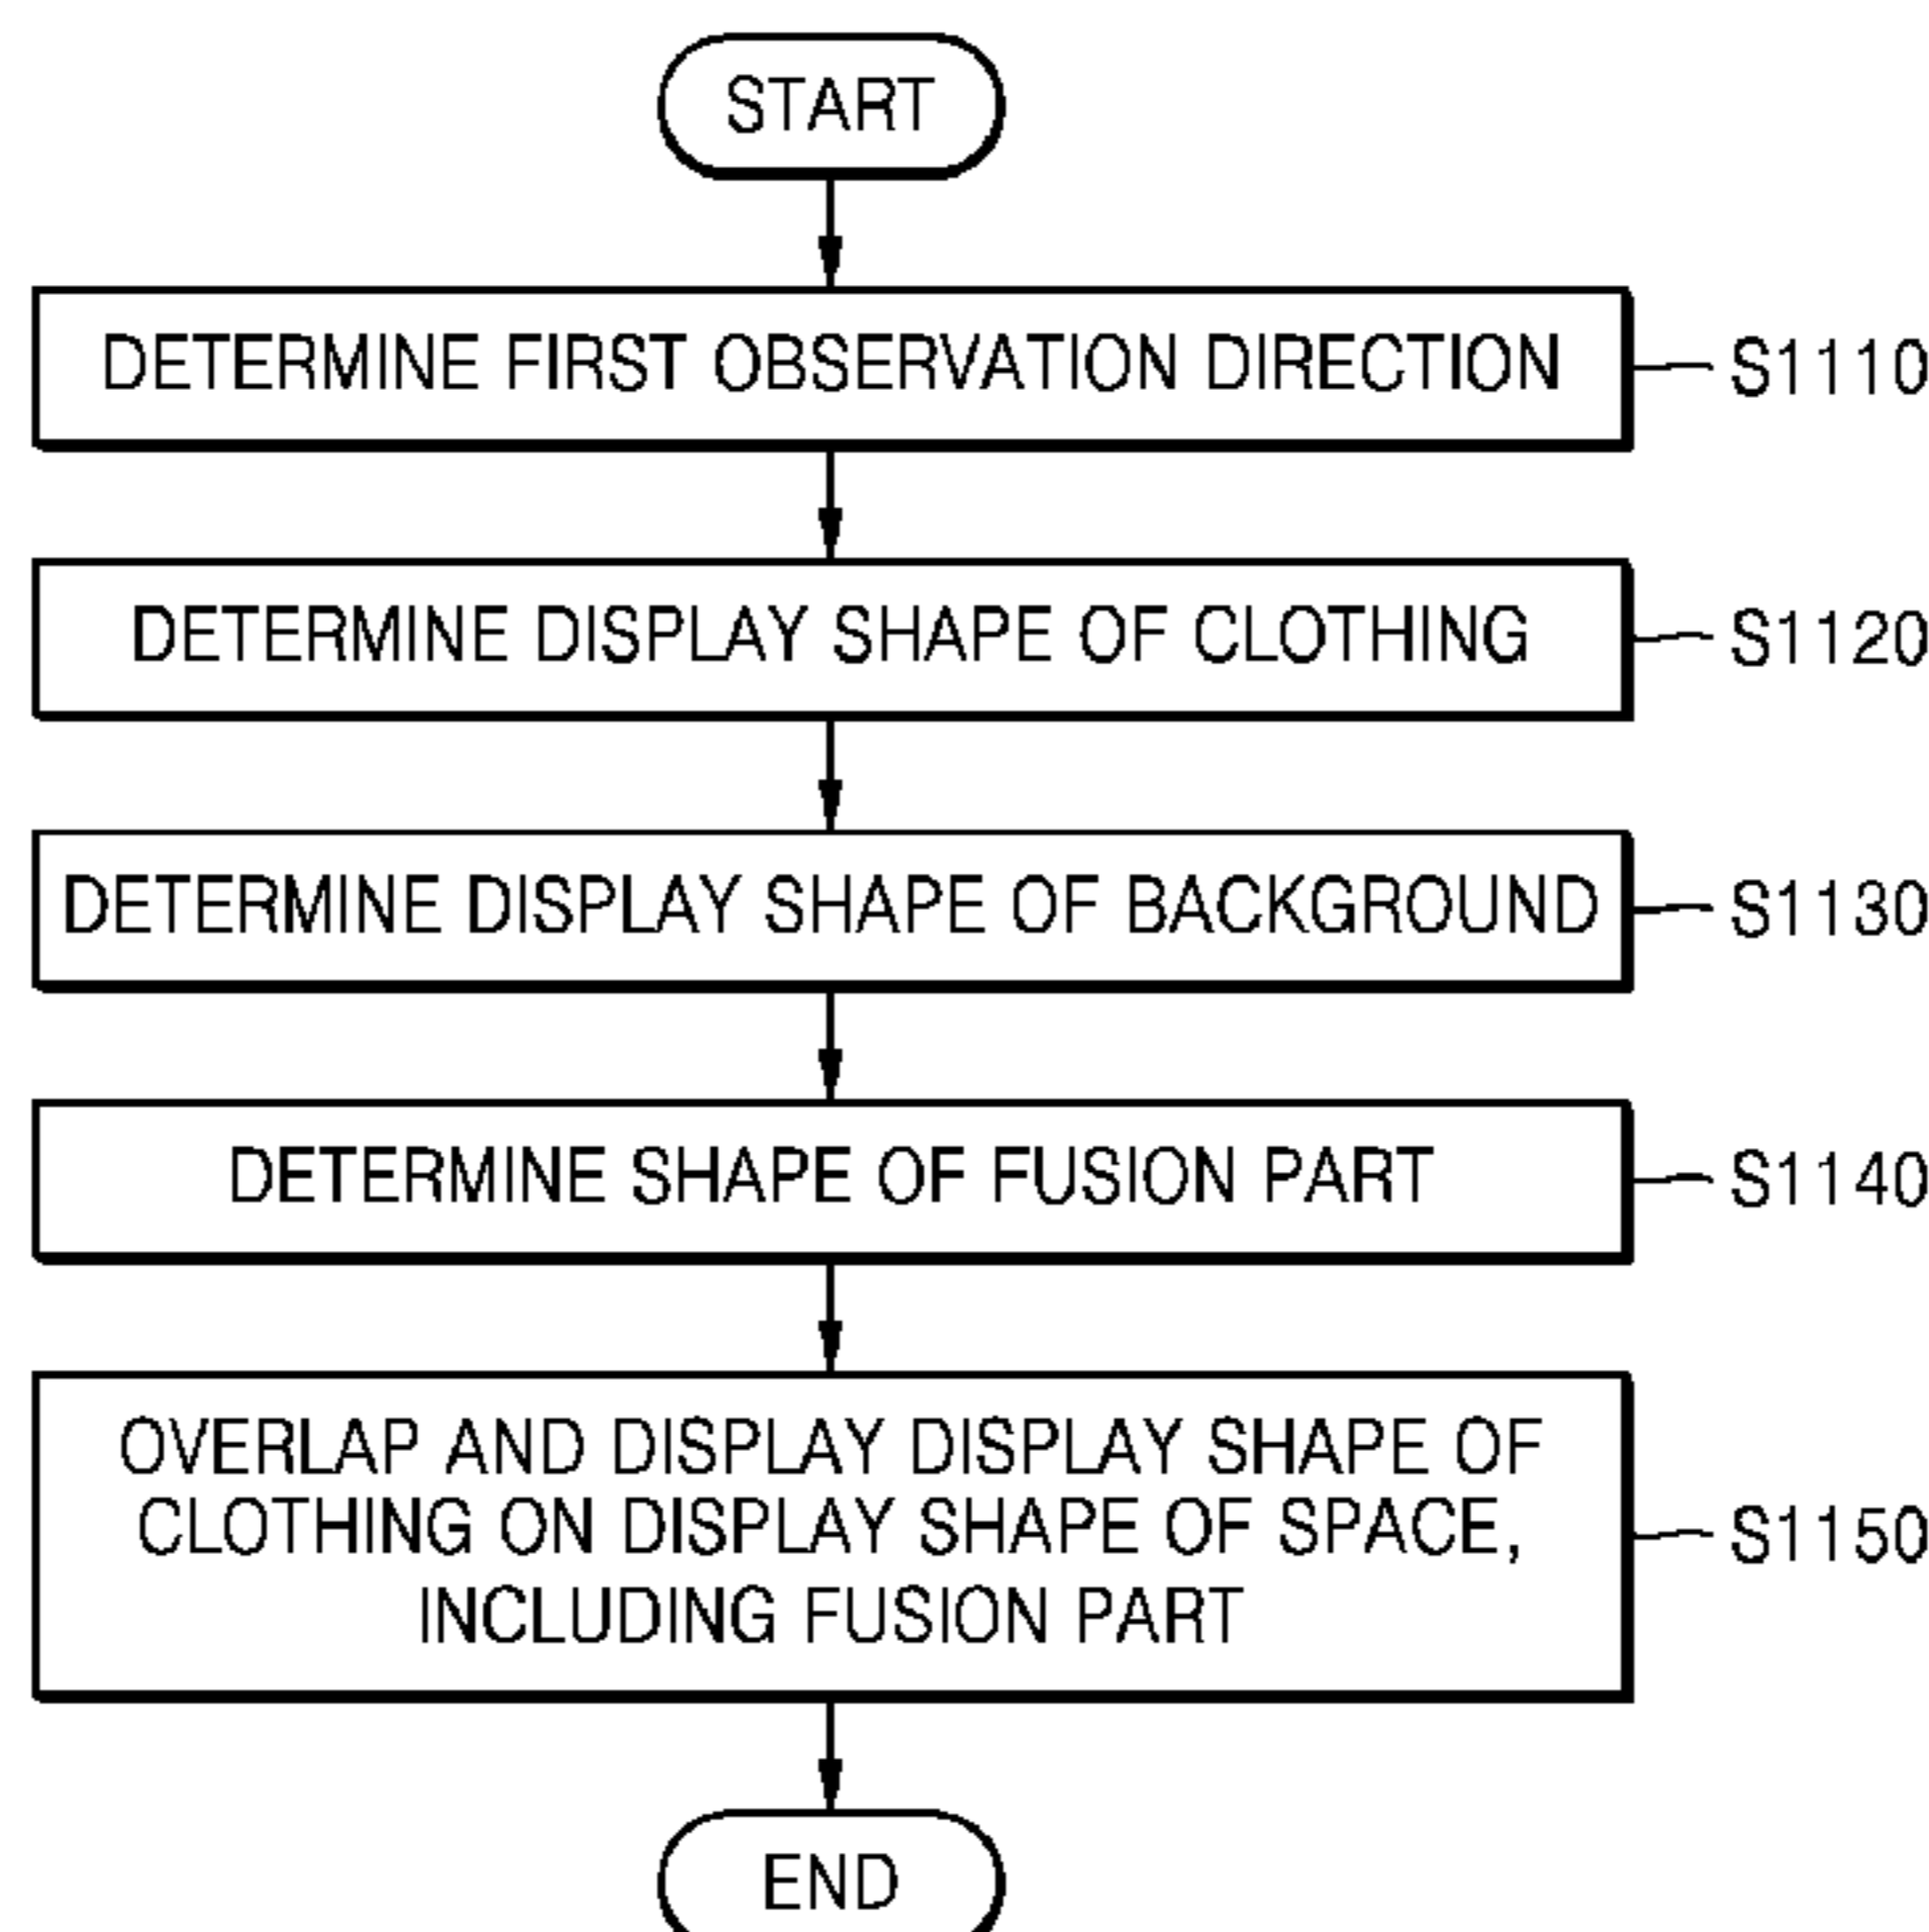 START
DETERMINE FIRST OBSERVATION DIRECTION
S1110
DETERMINE DISPLAY SHAPE OF CLOTHING
S1120
DETERMINE DISPLAY SHAPE OF BACKGROUND
S1130
DETERMINE SHAPE OF FUSION PART
S1140
OVERLAP AND DISPLAY DISPLAY SHAPE OF
CLOTHING ON DISPLAY SHAPE OF SPACE,
INCLUDING FUSION PART
S1150
END